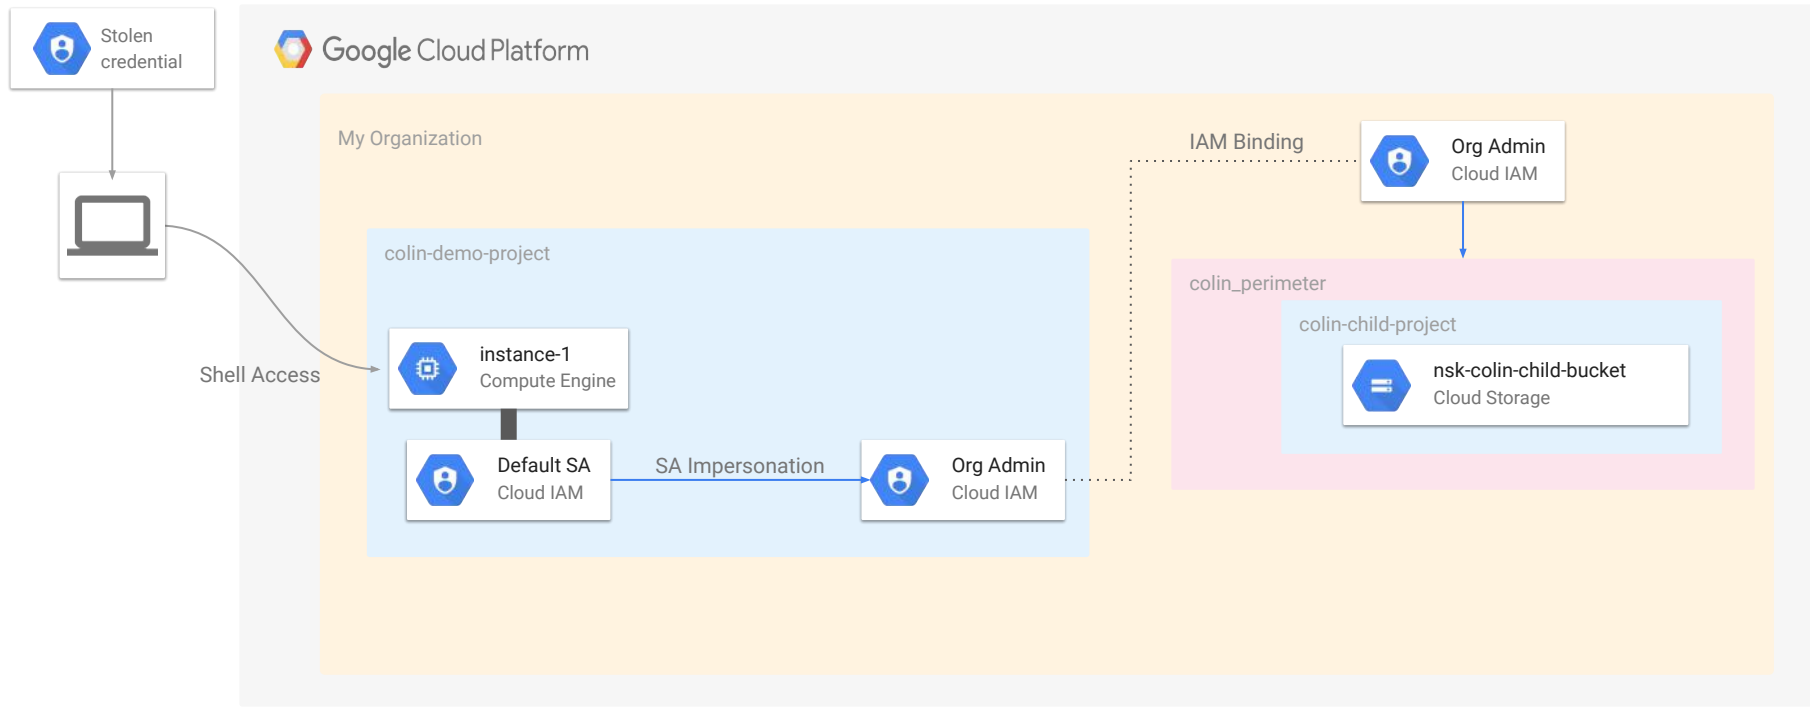 Stolen
credential
Google Cloud Platform
My Organization
IAM Binding
Org Admin
Cloud IAM
colin-demo-project
colin_perimeter
colin-child-project
nsk-colin-child-bucket
Cloud Storage
Shell Access
instance-1
Compute Engine
Default SA
Cloud IAM
SA Impersonation
Org Admin
Cloud IAM